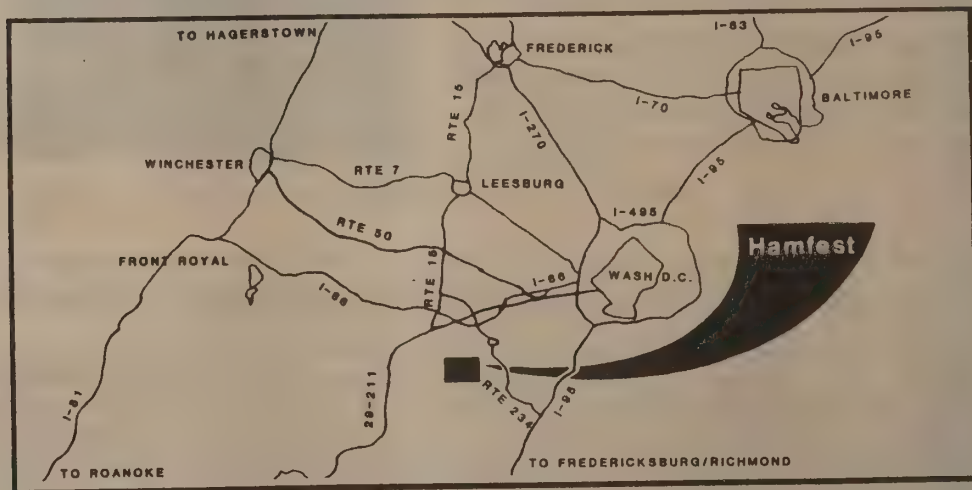 TO HAGERSTOWN
FREDERICK
I-83
I-95
I-70
BALTIMORE
RTE 15
I-270
WINCHESTER
RTE 7
LEESBURG
I-95
RTE 50
I-495
Hamfest
FRONT ROYAL
I-66
RTE 15
I-66
WASH D.C.
I-81
29-211
RTE 234
I-95
TO ROANOKE
TO FREDERICKSBURG/RICHMOND